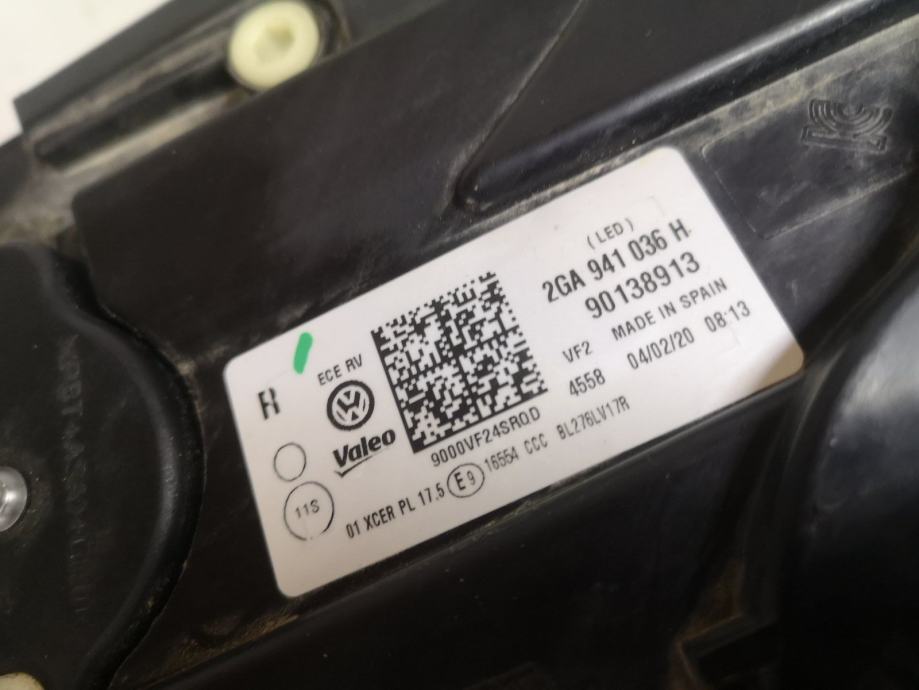 (LED)
2GA 941 036 H
90138913
MADE IN SPAIN
VF2
4558 04/02/20 08:13
ECE RV
Valeo
9000VF24SRQD
11S
01 XCER PL 17.5 E9 16554 CCC BL276LV17R